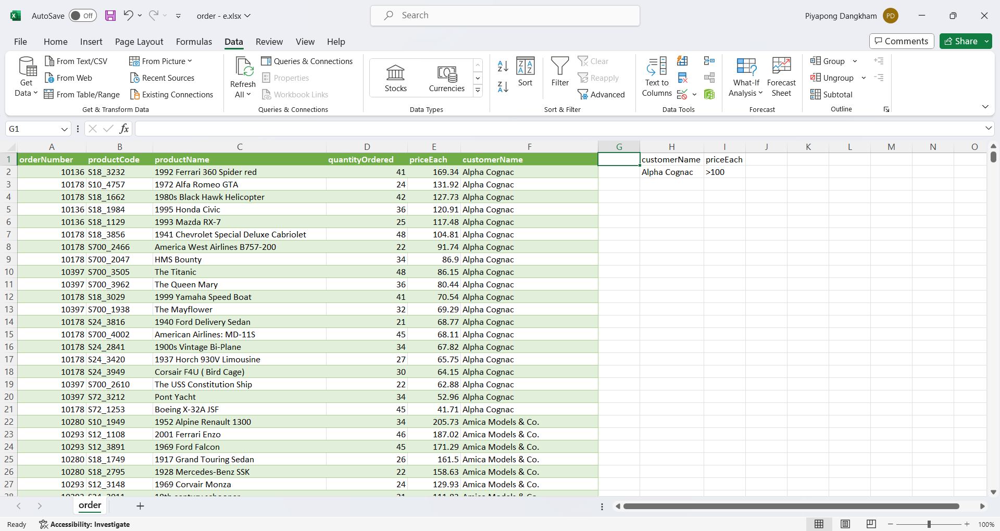 AutoSave Off order - e.xlsx Search Piyapong Dangkham PD
File Home Insert Page Layout Formulas Data Review View Help Comments Share
Get Data
From Text/CSV
From Web
From Table/Range
From Picture
Recent Sources
Existing Connections
Get & Transform Data
Refresh All
Queries & Connections
Properties
Workbook Links
Queries & Connections
Stocks
Currencies
Data Types
Sort
Filter
Clear
Reapply
Advanced
Sort & Filter
Text to Columns
Data Tools
What-If Analysis
Forecast Sheet
Forecast
Group
Ungroup
Subtotal
Outline
G1 fx
A B C D E F G H I J K L M N O
1 orderNumber productCode productName quantityOrdered priceEach customerName customerName priceEach
2 10136 S18_3232 1992 Ferrari 360 Spider red 41 169.34 Alpha Cognac Alpha Cognac >100
3 10178 S10_4757 1972 Alfa Romeo GTA 24 131.92 Alpha Cognac
4 10178 S18_1662 1980s Black Hawk Helicopter 42 127.73 Alpha Cognac
5 10136 S18_1984 1995 Honda Civic 36 120.91 Alpha Cognac
6 10136 S18_1129 1993 Mazda RX-7 25 117.48 Alpha Cognac
7 10178 S18_3856 1941 Chevrolet Special Deluxe Cabriolet 48 104.81 Alpha Cognac
8 10178 S700_2466 America West Airlines B757-200 22 91.74 Alpha Cognac
9 10178 S700_2047 HMS Bounty 34 86.9 Alpha Cognac
10 10397 S700_3505 The Titanic 48 86.15 Alpha Cognac
11 10397 S700_3962 The Queen Mary 36 80.44 Alpha Cognac
12 10178 S18_3029 1999 Yamaha Speed Boat 41 70.54 Alpha Cognac
13 10397 S700_1938 The Mayflower 32 69.29 Alpha Cognac
14 10178 S24_3816 1940 Ford Delivery Sedan 21 68.77 Alpha Cognac
15 10178 S700_4002 American Airlines: MD-11S 45 68.11 Alpha Cognac
16 10178 S24_2841 1900s Vintage Bi-Plane 34 67.82 Alpha Cognac
17 10178 S24_3420 1937 Horch 930V Limousine 27 65.75 Alpha Cognac
18 10178 S24_3949 Corsair F4U ( Bird Cage) 30 64.15 Alpha Cognac
19 10397 S700_2610 The USS Constitution Ship 22 62.88 Alpha Cognac
20 10397 S72_3212 Pont Yacht 34 52.96 Alpha Cognac
21 10178 S72_1253 Boeing X-32A JSF 45 41.71 Alpha Cognac
22 10280 S10_1949 1952 Alpine Renault 1300 34 205.73 Amica Models & Co.
23 10293 S12_1108 2001 Ferrari Enzo 46 187.02 Amica Models & Co.
24 10293 S12_3891 1969 Ford Falcon 45 171.29 Amica Models & Co.
25 10280 S18_1749 1917 Grand Touring Sedan 26 161.5 Amica Models & Co.
26 10280 S18_2795 1928 Mercedes-Benz SSK 22 158.63 Amica Models & Co.
27 10293 S12_3148 1969 Corvair Monza 24 129.93 Amica Models & Co.
order
Ready Accessibility: Investigate 100%